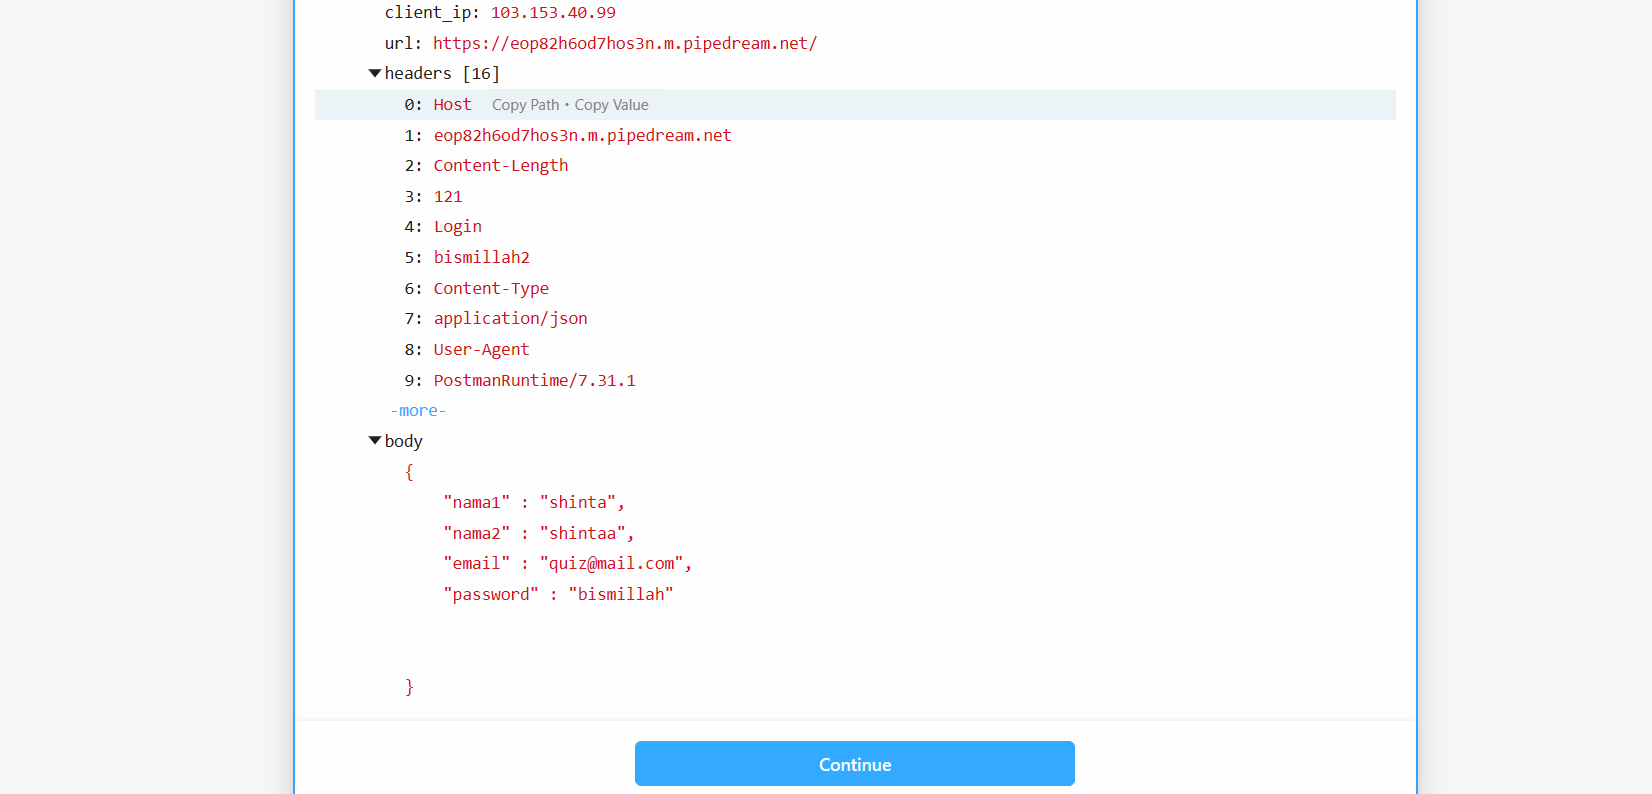 client_ip: 103.153.40.99
url: https://eop82h6od7hos3n.m.pipedream.net/
headers [16]
0: Host Copy Path • Copy Value
1: eop82h6od7hos3n.m.pipedream.net
2: Content-Length
3: 121
4: Login
5: bismillah2
6: Content-Type
7: application/json
8: User-Agent
9: PostmanRuntime/7.31.1
-more-
body
{
"nama1" : "shinta",
"nama2" : "shintaa",
"email" : "quiz@mail.com",
"password" : "bismillah"
}
Continue